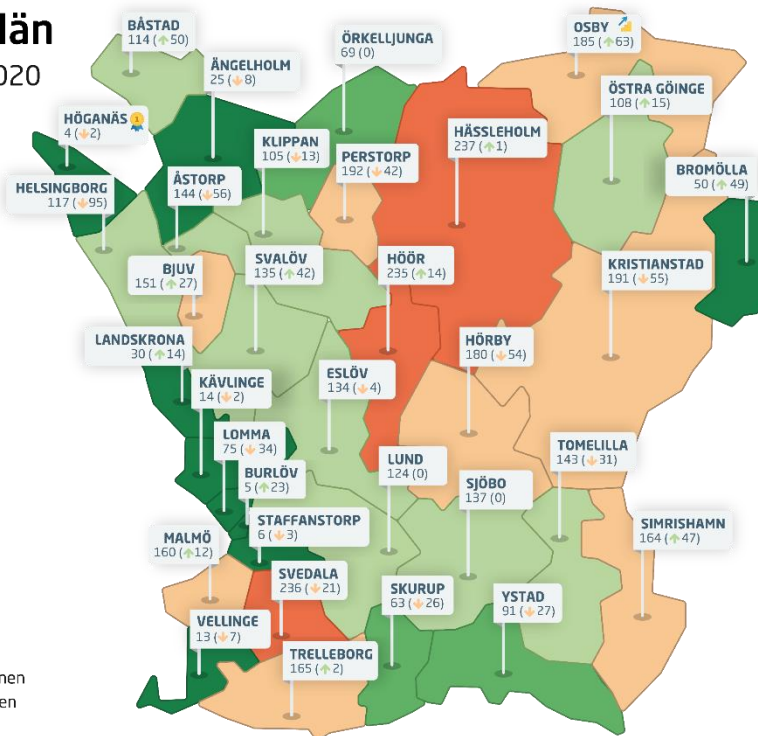 län
2020
BÅSTAD
114 (↑50)
ÖRKELLJUNGA
69 (0)
OSBY
185 (↑63)
ÄNGELHOLM
25 (↓8)
ÖSTRA GÖINGE
108 (↑15)
HÖGANÄS
4 (↓2)
1
KLIPPAN
105 (↓13)
PERSTORP
192 (↓42)
HÄSSLEHOLM
237 (↑1)
BROMÖLLA
50 (↑49)
HELSINGBORG
117 (↓95)
ÅSTORP
144 (↓56)
BJUV
151 (↑27)
SVALÖV
135 (↑42)
HÖÖR
235 (↑14)
KRISTIANSTAD
191 (↓55)
LANDSKRONA
30 (↑14)
HÖRBY
180 (↓54)
KÄVLINGE
14 (↓2)
ESLÖV
134 (↓4)
LOMMA
75 (↓34)
BURLÖV
5 (↑23)
LUND
124 (0)
SJÖBO
137 (0)
TOMELILLA
143 (↓31)
STAFFANSTORP
6 (↓3)
SIMRISHAMN
164 (↑47)
MALMÖ
160 (↑12)
SVEDALA
236 (↓21)
SKURUP
63 (↓26)
YSTAD
91 (↓27)
VELLINGE
13 (↓7)
TRELLEBORG
165 (↑2)
nen
en